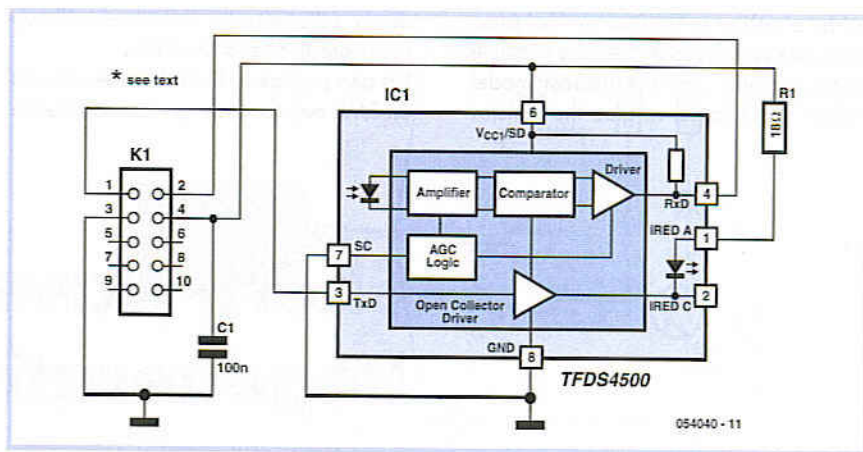 * see text
K1
1
2
3
4
5
6
7
8
9
10
C1
100n
IC1
6
VCC1/SD
Driver
Amplifier
Comparator
RxD
4
IRED A
1
7
SC
AGC
Logic
3
TxD
Open Collector
Driver
IRED C
2
GND
8
TFDS4500
R1
18Ω
054040 - 11